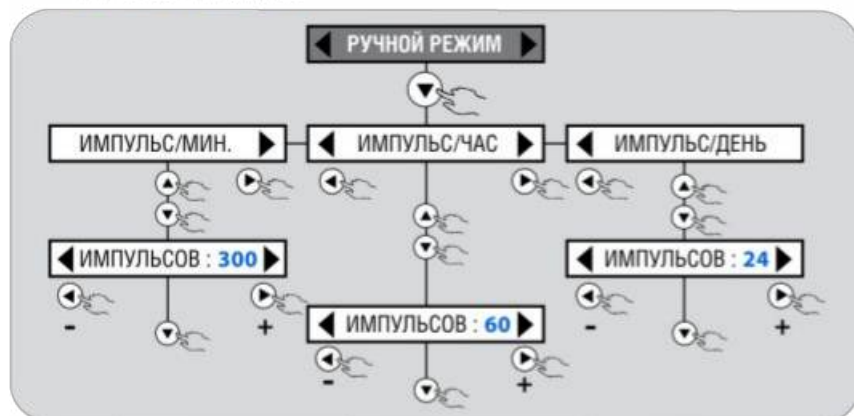 РУЧНОЙ РЕЖИМ
ИМПУЛЬС/МИН.
ИМПУЛЬС/ЧАС
ИМПУЛЬС/ДЕНЬ
ИМПУЛЬСОВ : 300
ИМПУЛЬСОВ : 24
- +
- +
ИМПУЛЬСОВ : 60
- +